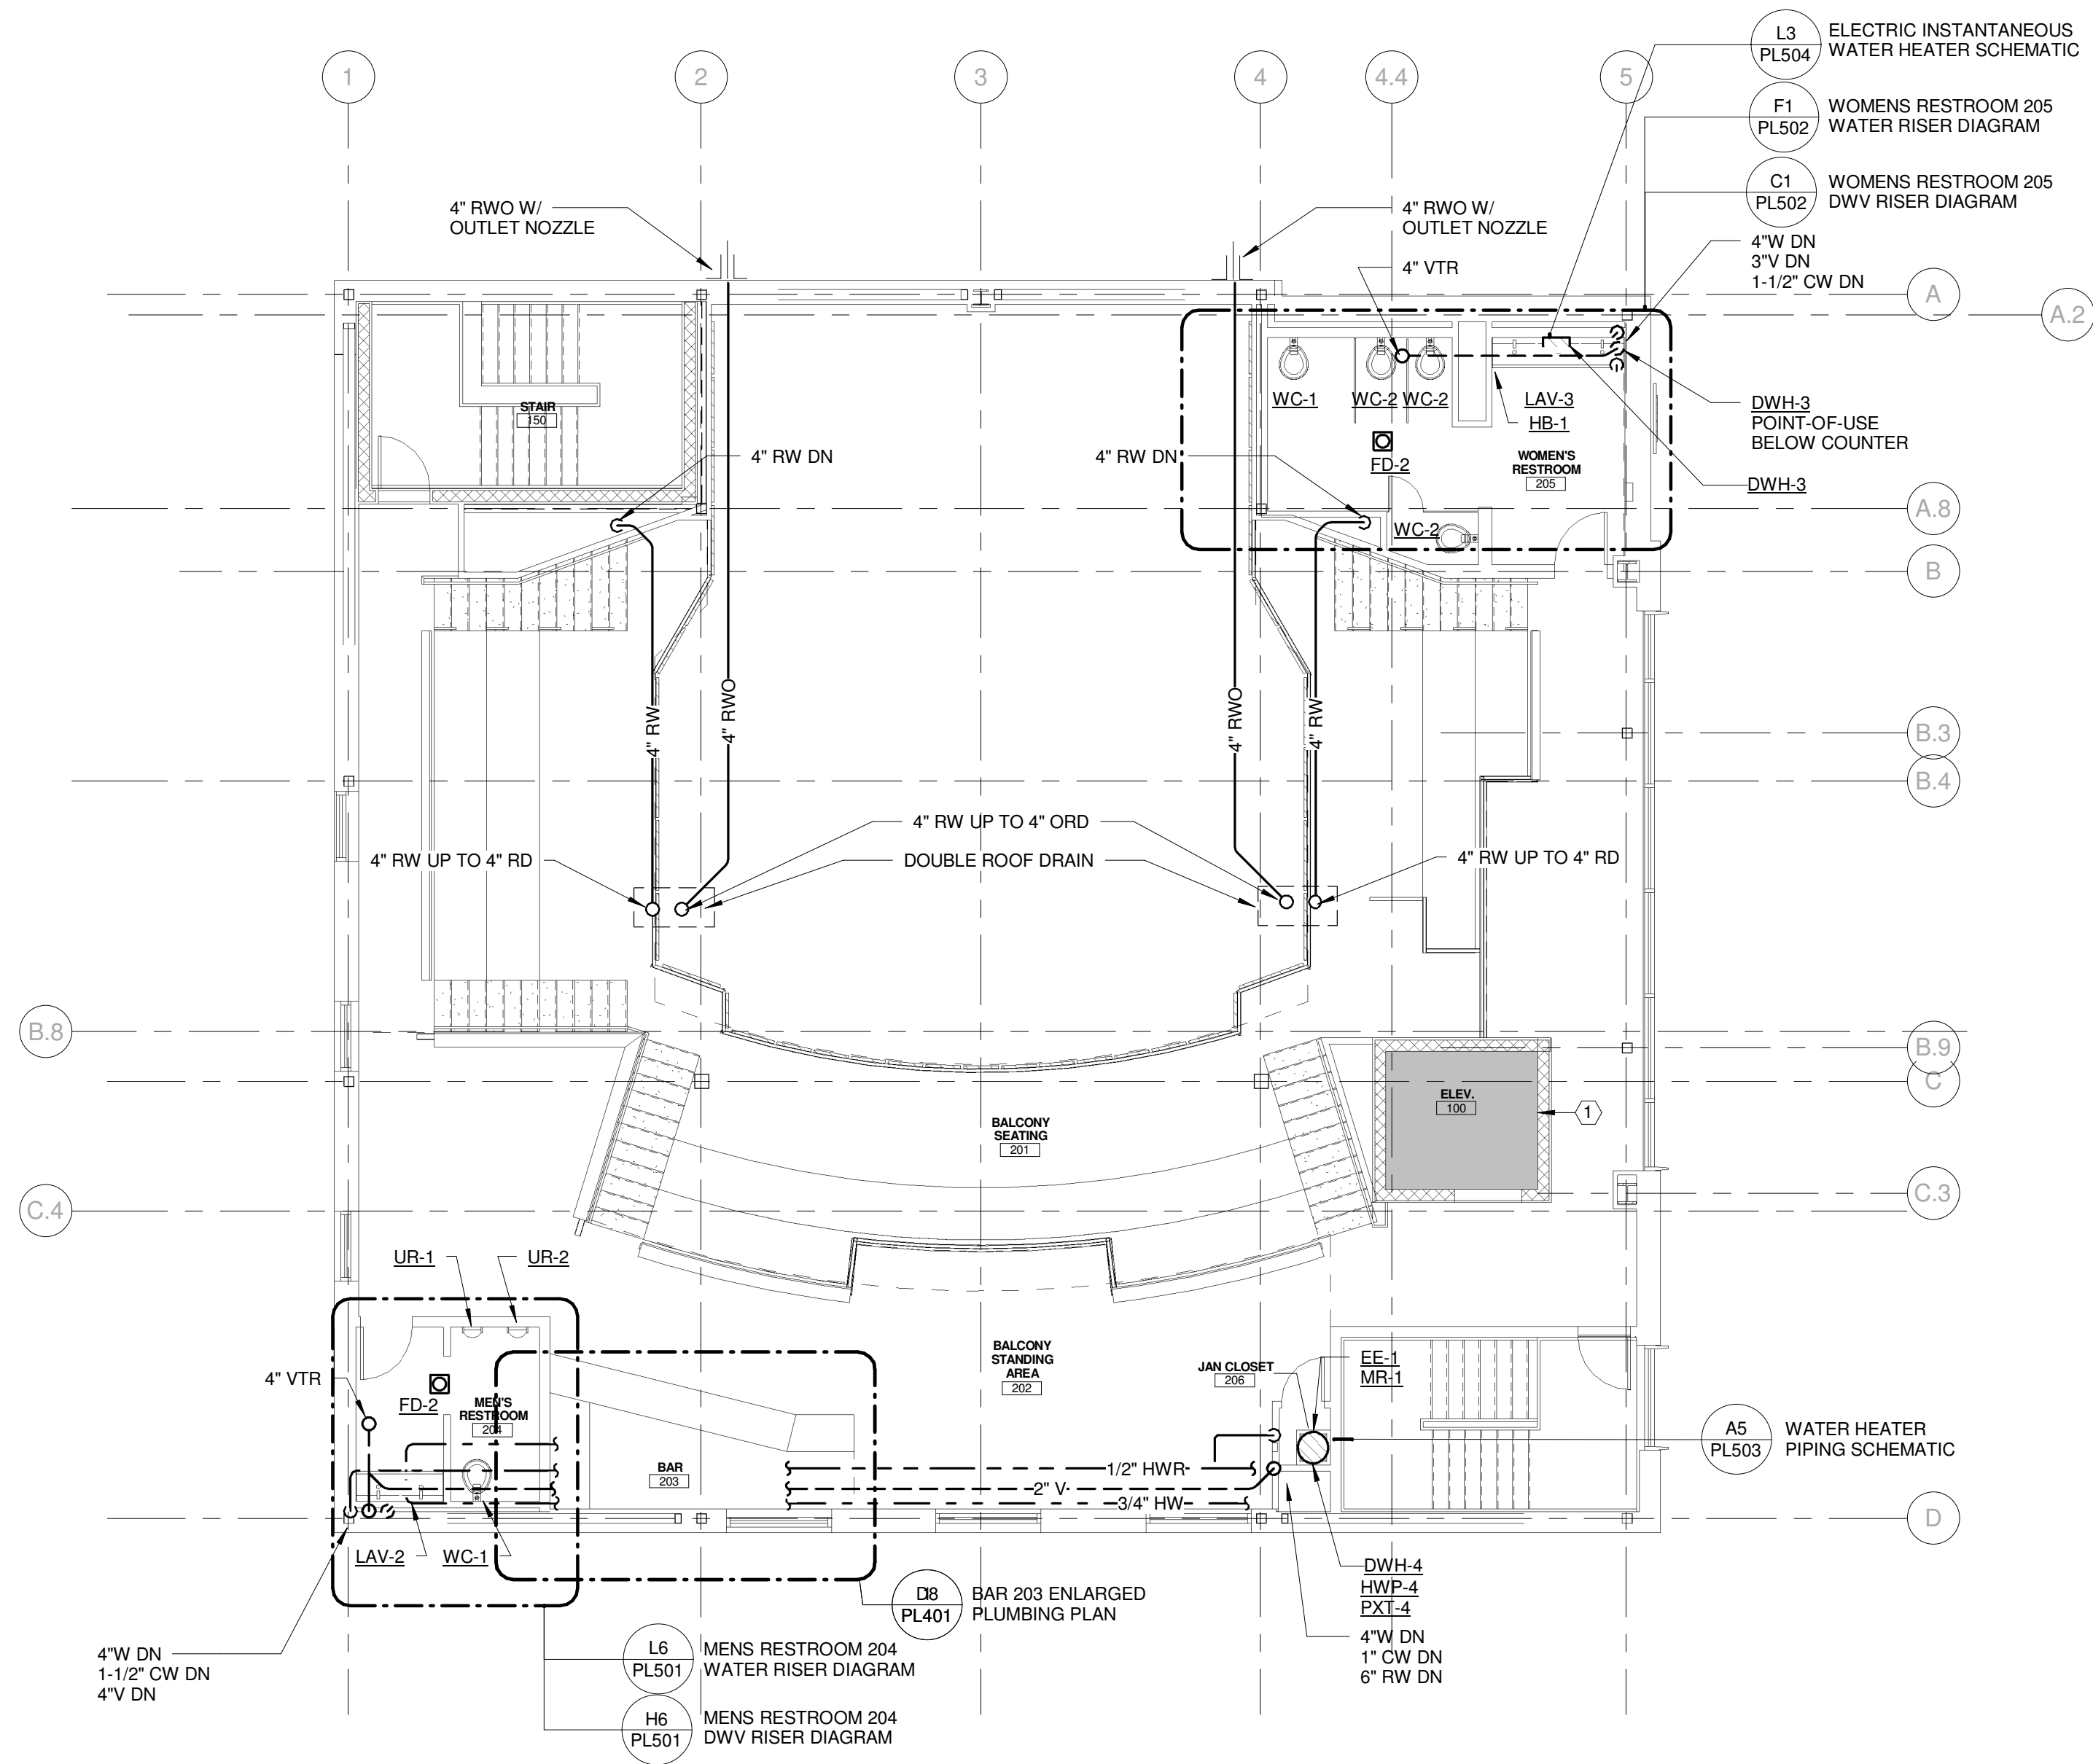 L3
PL504
ELECTRIC INSTANTANEOUS
WATER HEATER SCHEMATIC
1
2
3
4
4.4
5
F1
PL502
WOMENS RESTROOM 205
WATER RISER DIAGRAM
C1
PL502
WOMENS RESTROOM 205
DWV RISER DIAGRAM
4" RWO W/
OUTLET NOZZLE
4" RWO W/
OUTLET NOZZLE
4"W DN
3"V DN
1-1/2" CW DN
4" VTR
A
A.2
STAIR
150
WC-1
WC-2
WC-2
LAV-3
HB-1
DWH-3
POINT-OF-USE
BELOW COUNTER
4" RW DN
4" RW DN
FD-2
WOMEN'S
RESTROOM
205
DWH-3
A.8
WC-2
B
4" RW
4" RWO
4" RWO
4" RW
B.3
B.4
4" RW UP TO 4" ORD
4" RW UP TO 4" RD
DOUBLE ROOF DRAIN
4" RW UP TO 4" RD
B.8
B.9
C
ELEV.
100
1
BALCONY
SEATING
201
C.3
C.4
UR-1
UR-2
BALCONY
STANDING
AREA
202
JAN CLOSET
206
EE-1
MR-1
4" VTR
FD-2
MEN'S
RESTROOM
204
A5
PL503
WATER HEATER
PIPING SCHEMATIC
BAR
203
1/2" HWR
2" V
3/4" HW
D
LAV-2
WC-1
DWH-4
HWP-4
PXT-4
PL401
BAR 203 ENLARGED
PLUMBING PLAN
4"W DN
1" CW DN
6" RW DN
4"W DN
1-1/2" CW DN
4"V DN
L6
PL501
MENS RESTROOM 204
WATER RISER DIAGRAM
H6
PL501
MENS RESTROOM 204
DWV RISER DIAGRAM